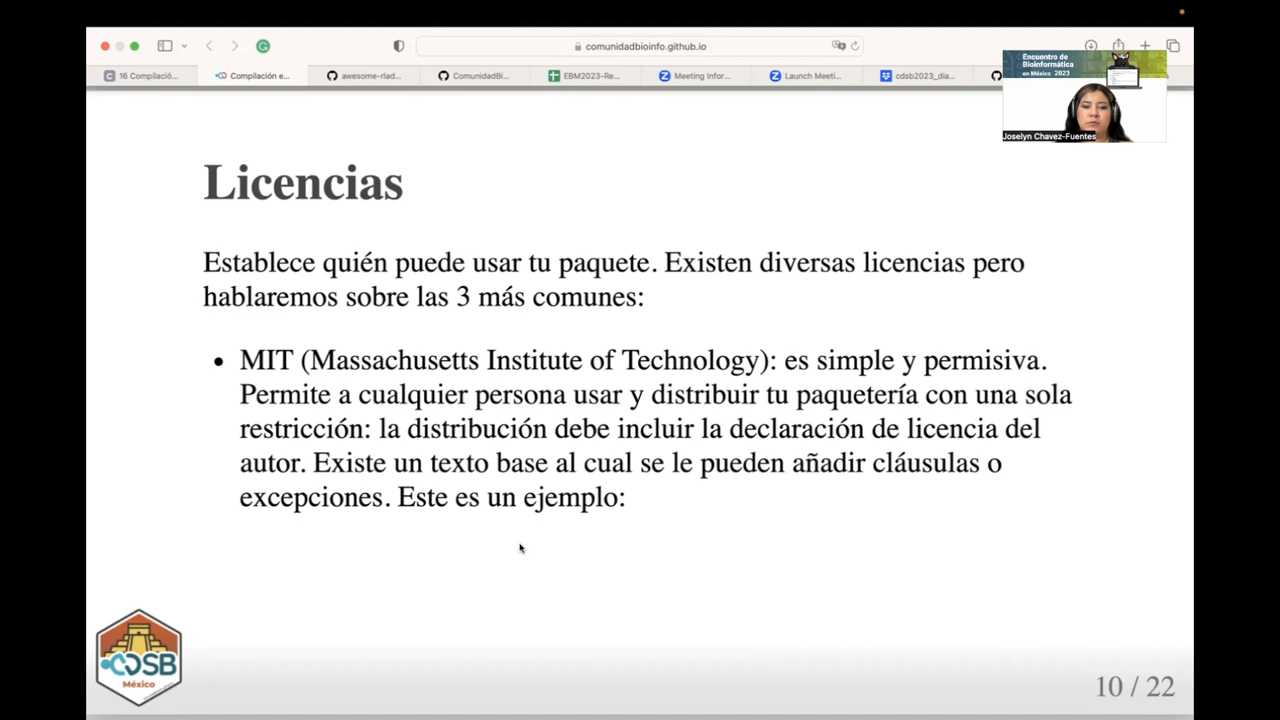 comunidadbioinfo.github.io
16 Compilació...
Compilación e...
awesome-rlad...
ComunidadBi...
EBM2023-Re...
Meeting Infor...
Launch Meeti...
cdsb2023_dia...
Encuentro de
Bioinformática
en México 2023
Joselyn Chavez-Fuentes
Licencias
Establece quién puede usar tu paquete. Existen diversas licencias pero
hablaremos sobre las 3 más comunes:
• MIT (Massachusetts Institute of Technology): es simple y permisiva.
Permite a cualquier persona usar y distribuir tu paquetería con una sola
restricción: la distribución debe incluir la declaración de licencia del
autor. Existe un texto base al cual se le pueden añadir cláusulas o
excepciones. Este es un ejemplo:
CDSB
México
10 / 22